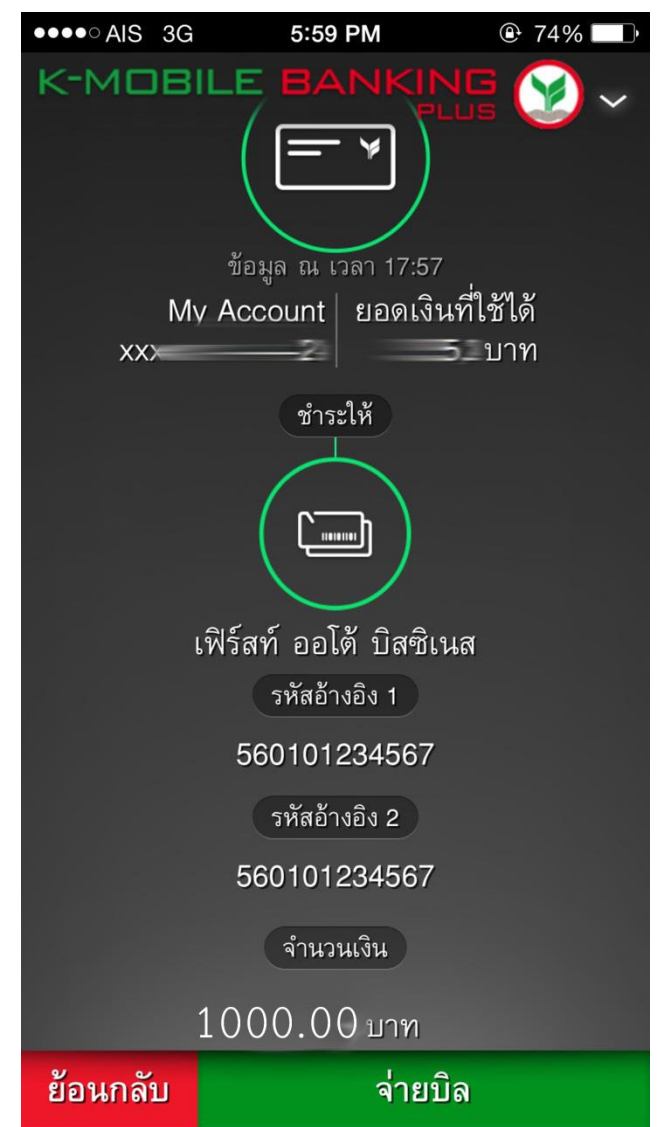 AIS 3G 5:59 PM 74%
K-MOBILE BANKING
PLUS
ข้อมูล ณ เวลา 17:57
My Account ยอดเงินที่ใช้ได้
บาท
ชำระให้
เฟิร์สท์ ออโต้ บิสซิเนส
รหัสอ้างอิง 1
560101234567
รหัสอ้างอิง 2
560101234567
จำนวนเงิน
1000.00 บาท
ย้อนกลับ จ่ายบิล